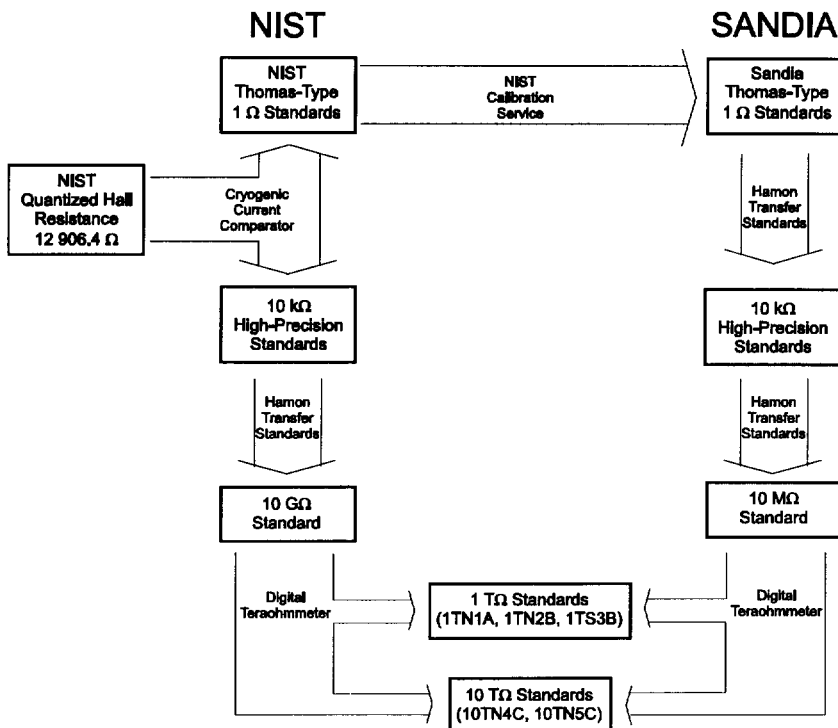 NIST
SANDIA
NIST
Thomas-Type
1 Ω Standards
NIST
Calibration
Service
Sandia
Thomas-Type
1 Ω Standards
NIST
Quantized Hall
Resistance
12 906.4 Ω
Cryogenic
Current
Comparator
Hamon
Transfer
Standards
10 kΩ
High-Precision
Standards
10 kΩ
High-Precision
Standards
Hamon
Transfer
Standards
Hamon
Transfer
Standards
10 GΩ
Standard
10 MΩ
Standard
Digital
Teraohmmeter
1 TΩ Standards
(1TN1A, 1TN2B, 1TS3B)
Digital
Teraohmmeter
10 TΩ Standards
(10TN4C, 10TN5C)